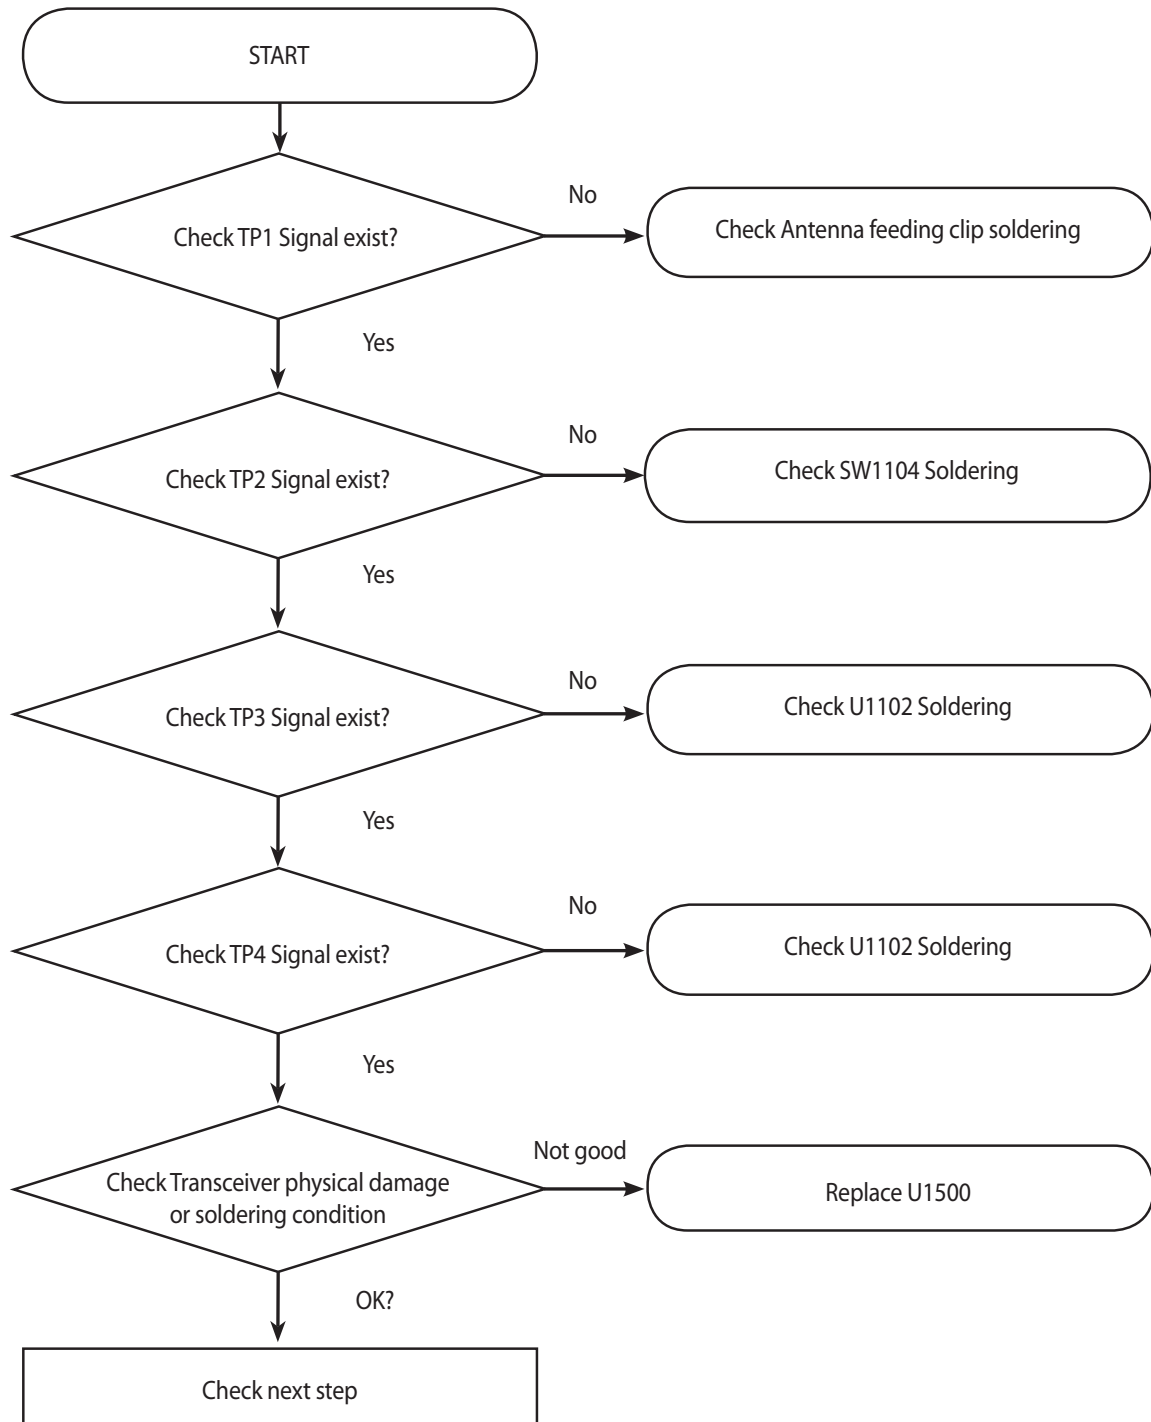 START
No
Check TP1 Signal exist?
Check Antenna feeding clip soldering
Yes
No
Check TP2 Signal exist?
Check SW1104 Soldering
Yes
No
Check TP3 Signal exist?
Check U1102 Soldering
Yes
No
Check TP4 Signal exist?
Check U1102 Soldering
Yes
Not good
Check Transceiver physical damage
or soldering condition
Replace U1500
OK?
Check next step